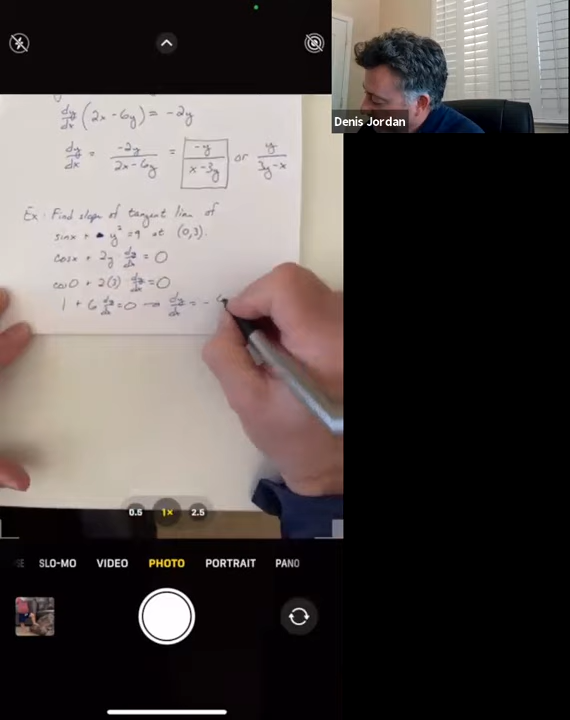 Denis Jordan
dy/dx (2x - 6y) = -2y
dy/dx = -2y/(2x - 6y) = -y/(x - 3y) or y/(3y - x)
Ex: Find slope of tangent line of
sinx + y² = 9 at (0,3).
cosx + 2y dy/dx = 0
cos0 + 2(3) dy/dx = 0
1 + 6 dy/dx = 0 → dy/dx = -
0.5 1× 2.5
SLO-MO VIDEO PHOTO PORTRAIT PANO